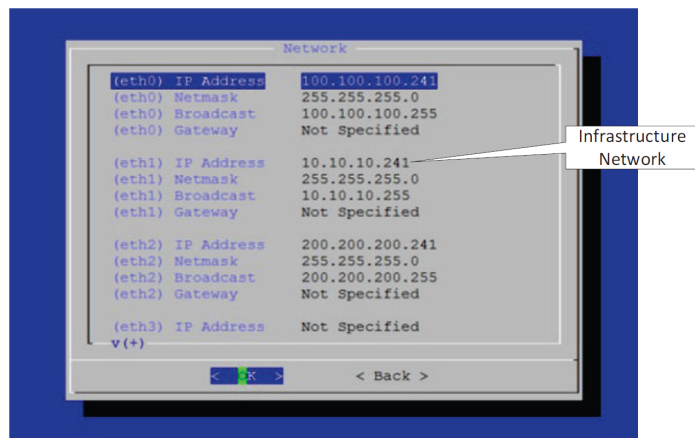 Network
(eth0) IP Address 100.100.100.241
(eth0) Netmask 255.255.255.0
(eth0) Broadcast 100.100.100.255
(eth0) Gateway Not Specified
(eth1) IP Address 10.10.10.241
(eth1) Netmask 255.255.255.0
(eth1) Broadcast 10.10.10.255
(eth1) Gateway Not Specified
(eth2) IP Address 200.200.200.241
(eth2) Netmask 255.255.255.0
(eth2) Broadcast 200.200.200.255
(eth2) Gateway Not Specified
(eth3) IP Address Not Specified
v(+)
< OK > < Back >
Infrastructure
Network